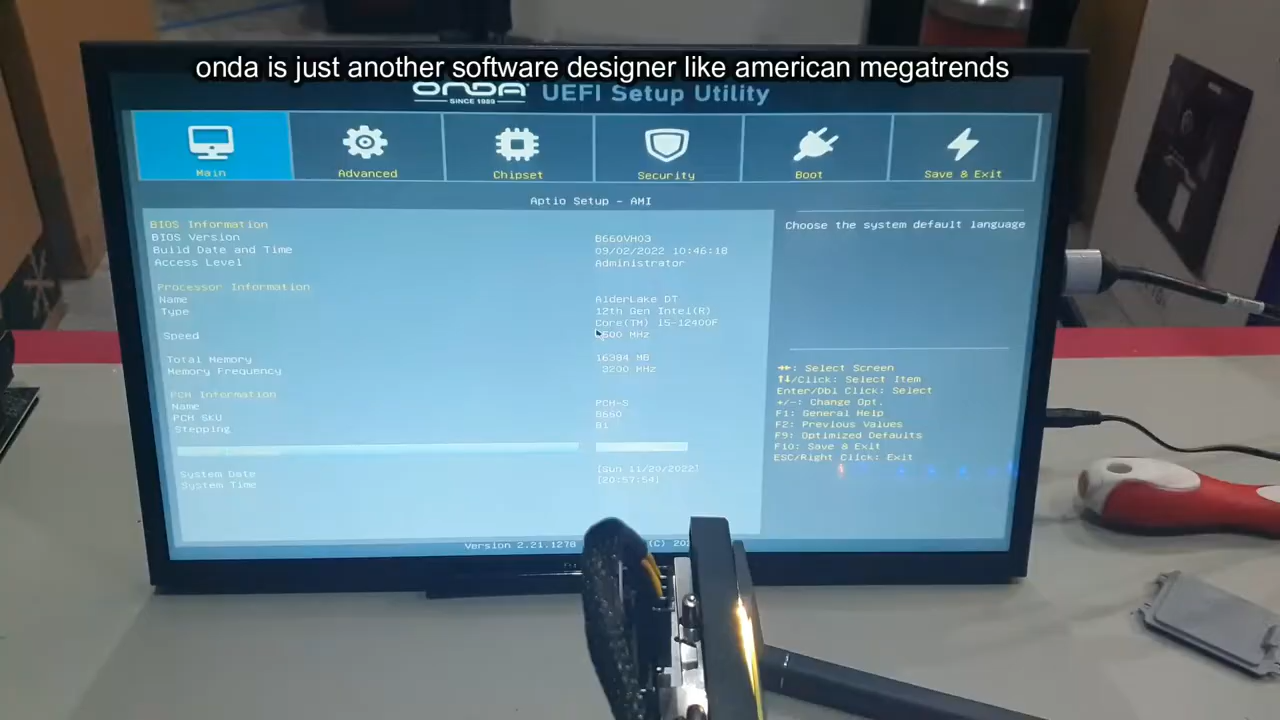 onda is just another software designer like american megatrends
ONDA UEFI Setup Utility
SINCE 1989
Main Advanced Chipset Security Boot Save & Exit
Aptio Setup - AMI
BIOS Information
BIOS Version B660VH03
Build Date and Time 09/02/2022 10:46:18
Access Level Administrator
Processor Information
Name AlderLake DT
Type 12th Gen Intel(R)
Core(TM) i5-12400F
Speed 500 MHz
Total Memory 16384 MB
Memory Frequency 3200 MHz
PCH Information
Name PCH-S
PCH SKU B660
Stepping B1
System Date [Sun 11/20/2022]
System Time [20:57:54]
Choose the system default language
→←: Select Screen
↑↓/Click: Select Item
Enter/Dbl Click: Select
+/-: Change Opt.
F1: General Help
F2: Previous Values
F9: Optimized Defaults
F10: Save & Exit
ESC/Right Click: Exit
Version 2.21.1278 (C) 20